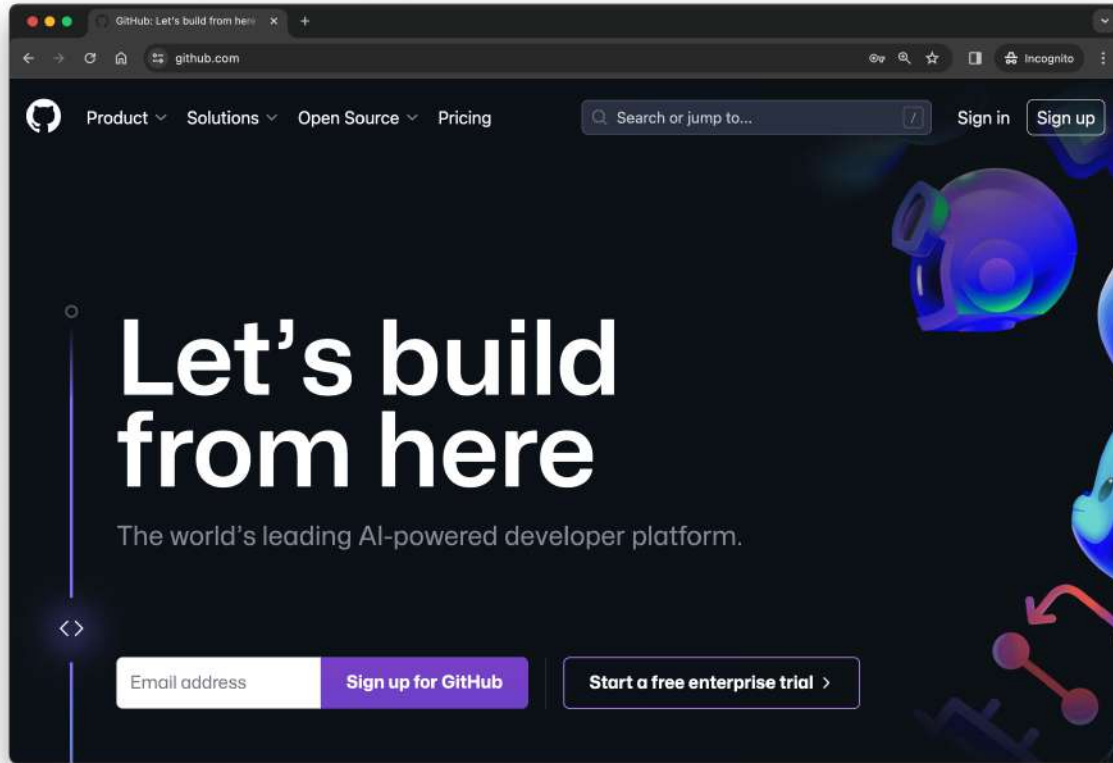 GitHub: Let's build from here
github.com
Incognito
Product
Solutions
Open Source
Pricing
Search or jump to...
/
Sign in
Sign up
Let’s build
from here
The world’s leading AI-powered developer platform.
Email address
Sign up for GitHub
Start a free enterprise trial